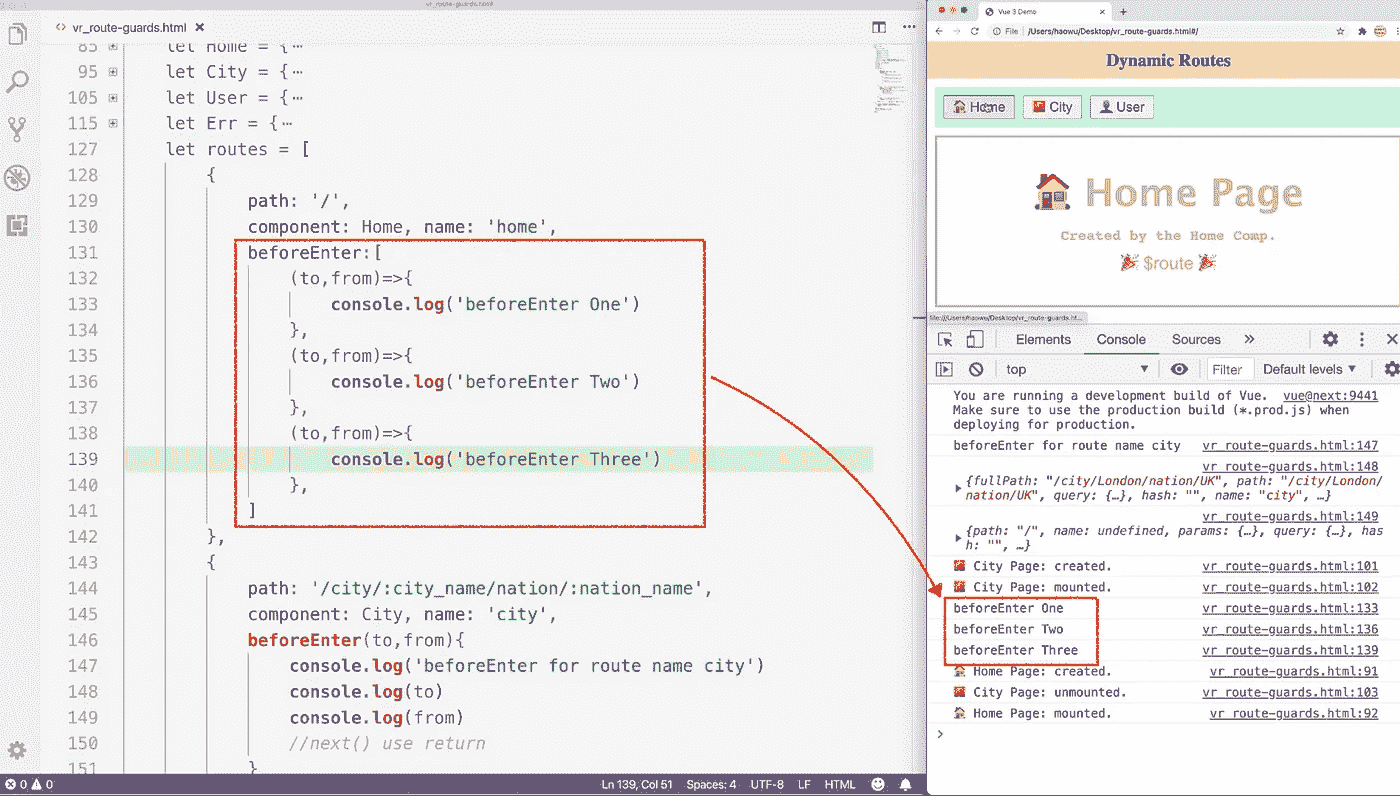 vr_route-guards.html
vr_route-guards.html
85 let Home = {…
95 let City = {…
105 let User = {…
115 let Err = {…
127 let routes = [
128 {
129 path: '/',
130 component: Home, name: 'home',
131 beforeEnter:[
132 (to,from)=>{
133 console.log('beforeEnter One')
134 },
135 (to,from)=>{
136 console.log('beforeEnter Two')
137 },
138 (to,from)=>{
139 console.log('beforeEnter Three')
140 },
141 ]
142 },
143 {
144 path: '/city/:city_name/nation/:nation_name',
145 component: City, name: 'city',
146 beforeEnter(to,from){
147 console.log('beforeEnter for route name city')
148 console.log(to)
149 console.log(from)
150 //next() use return
151 }
0 0 Ln 139, Col 51 Spaces: 4 UTF-8 LF HTML
Vue 3 Demo
File /Users/haowu/Desktop/vr_route-guards.html#/
Dynamic Routes
🏠 Home 🌇 City 👤 User
🏠 Home Page
Created by the Home Comp.
🎉 $route 🎉
file:///Users/haowu/Desktop/vr_route-guards.ht...
Elements Console Sources »
top Filter Default levels ▼
You are running a development build of Vue. vue@next:9441
Make sure to use the production build (*.prod.js) when
deploying for production.
beforeEnter for route name city vr_route-guards.html:147
vr_route-guards.html:148
{fullPath: "/city/London/nation/UK", path: "/city/London/
nation/UK", query: {…}, hash: "", name: "city", …}
vr_route-guards.html:149
{path: "/", name: undefined, params: {…}, query: {…}, has
h: "", …}
🌇 City Page: created. vr_route-guards.html:101
🌇 City Page: mounted. vr_route-guards.html:102
beforeEnter One vr_route-guards.html:133
beforeEnter Two vr_route-guards.html:136
beforeEnter Three vr_route-guards.html:139
🏠 Home Page: created. vr_route-guards.html:91
🌇 City Page: unmounted. vr_route-guards.html:103
🏠 Home Page: mounted. vr_route-guards.html:92
>